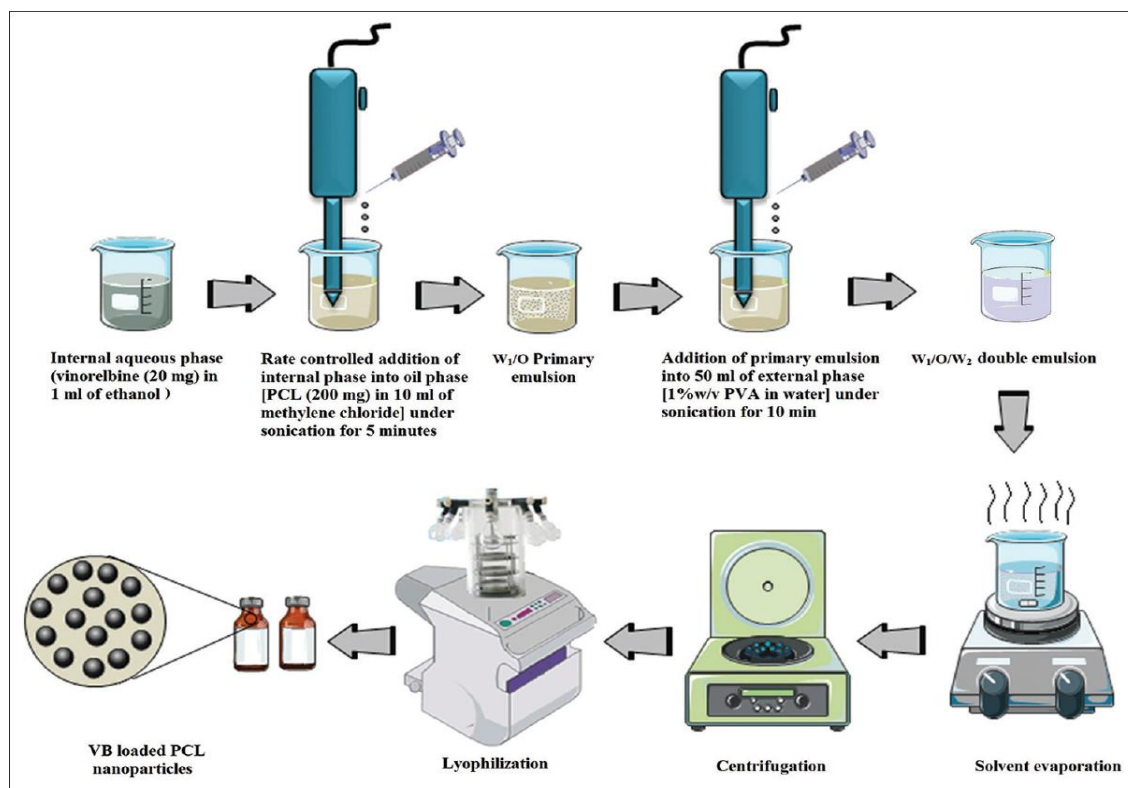 Internal aqueous phase
(vinorelbine (20 mg) in
1 ml of ethanol )
Rate controlled addition of
internal phase into oil phase
[PCL (200 mg) in 10 ml of
methylene chloride] under
sonication for 5 minutes
W₁/O Primary
emulsion
Addition of primary emulsion
into 50 ml of external phase
[1%w/v PVA in water] under
sonication for 10 min
W₁/O/W₂ double emulsion
VB loaded PCL
nanoparticles
Lyophilization
Centrifugation
Solvent evaporation